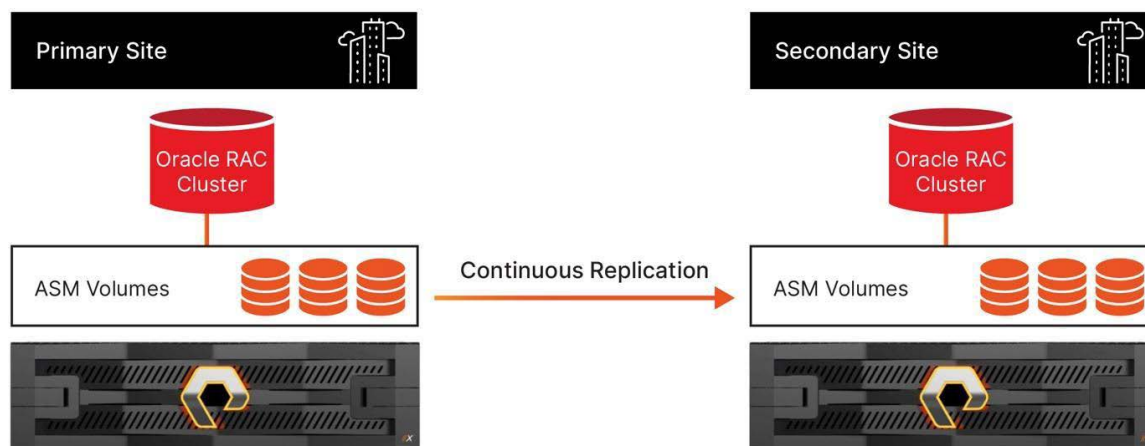 Primary Site
Secondary Site
Oracle RAC
Cluster
Oracle RAC
Cluster
ASM Volumes
Continuous Replication
ASM Volumes